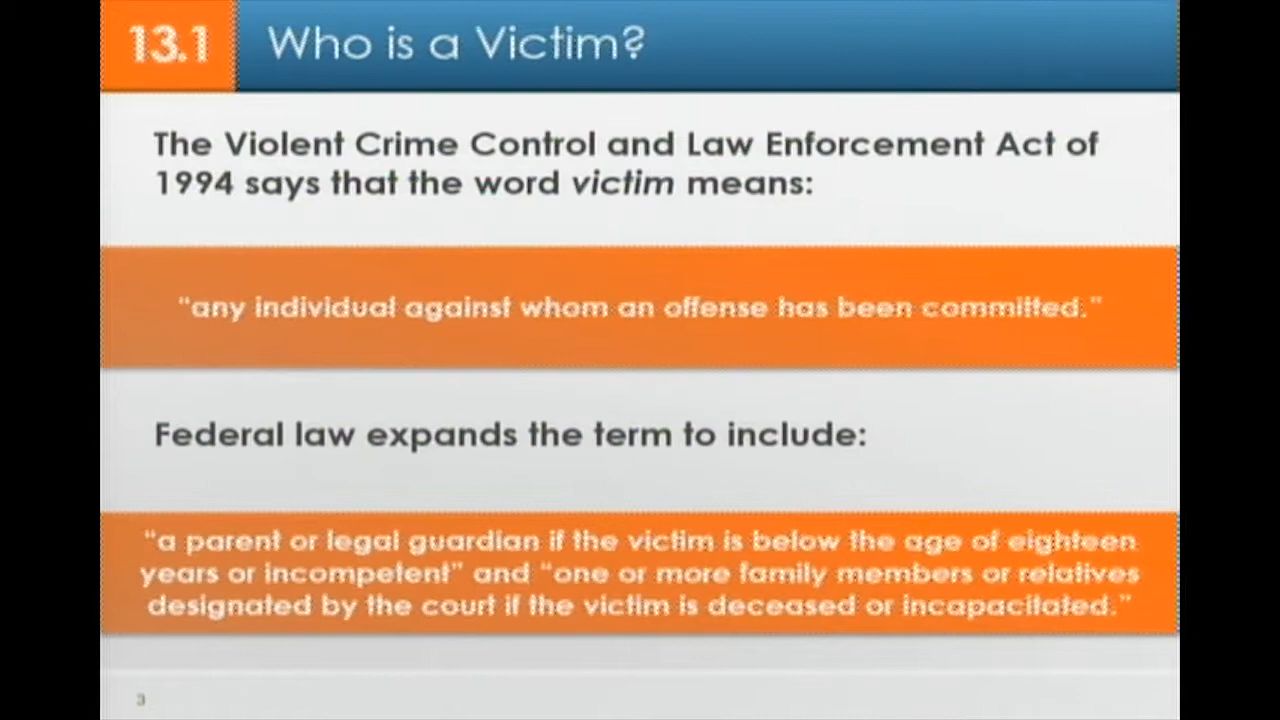 13.1 Who is a Victim?
The Violent Crime Control and Law Enforcement Act of
1994 says that the word victim means:
“any individual against whom an offense has been committed.”
Federal law expands the term to include:
“a parent or legal guardian if the victim is below the age of eighteen
years or incompetent” and “one or more family members or relatives
designated by the court if the victim is deceased or incapacitated.”
3